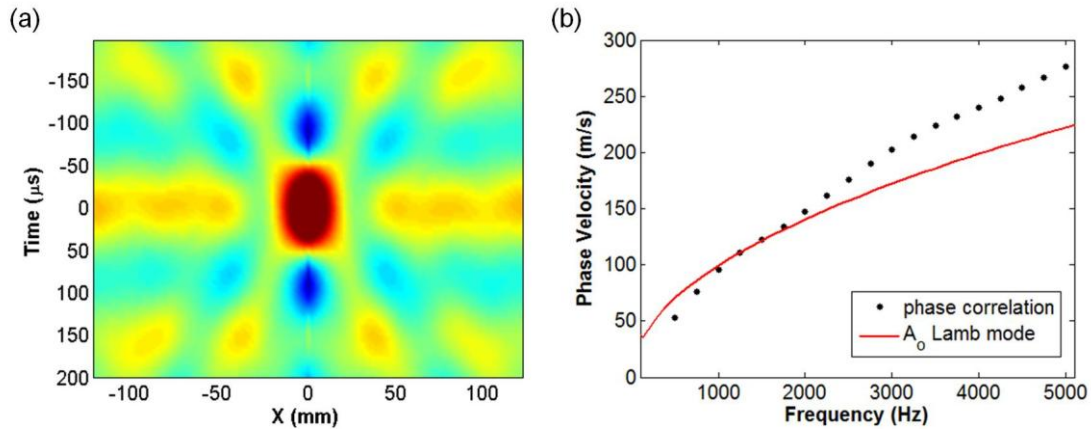 (a)
-150
-100
-50
0
50
100
150
200
Time (μs)
-100 -50 0 50 100
X (mm)
(b)
300
250
200
150
100
50
0
Phase Velocity (m/s)
1000 2000 3000 4000 5000
Frequency (Hz)
phase correlation
A₀ Lamb mode